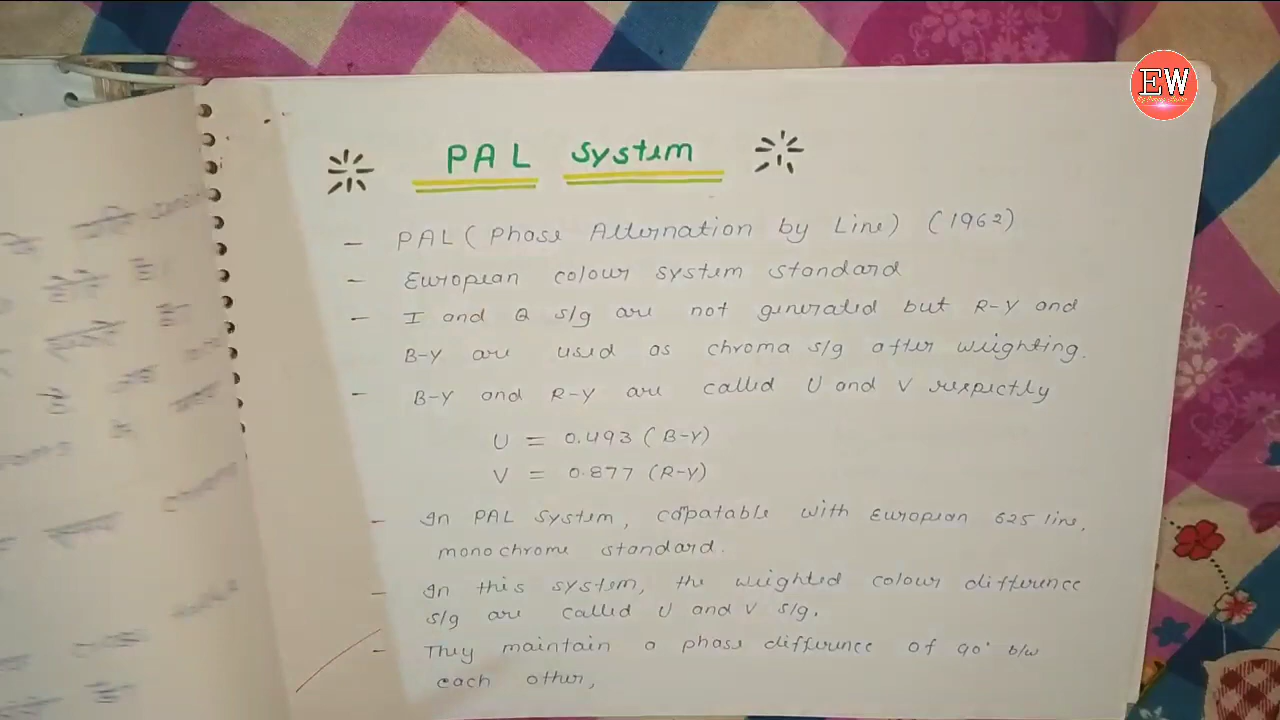 EW
PAL System
- PAL (Phase Alternation by Line) (1962)
- European colour system standard
- I and Q s/g are not generated but R-Y and
B-Y are used as chroma s/g after weighting.
- B-Y and R-Y are called U and V respectly
U = 0.493 (B-Y)
V = 0.877 (R-Y)
- In PAL System, copatable with European 625 line,
monochrome standard.
- In this system, the weighted colour difference
s/g are called U and V s/g.
- They maintain a phase difference of 90° b/w
each other,